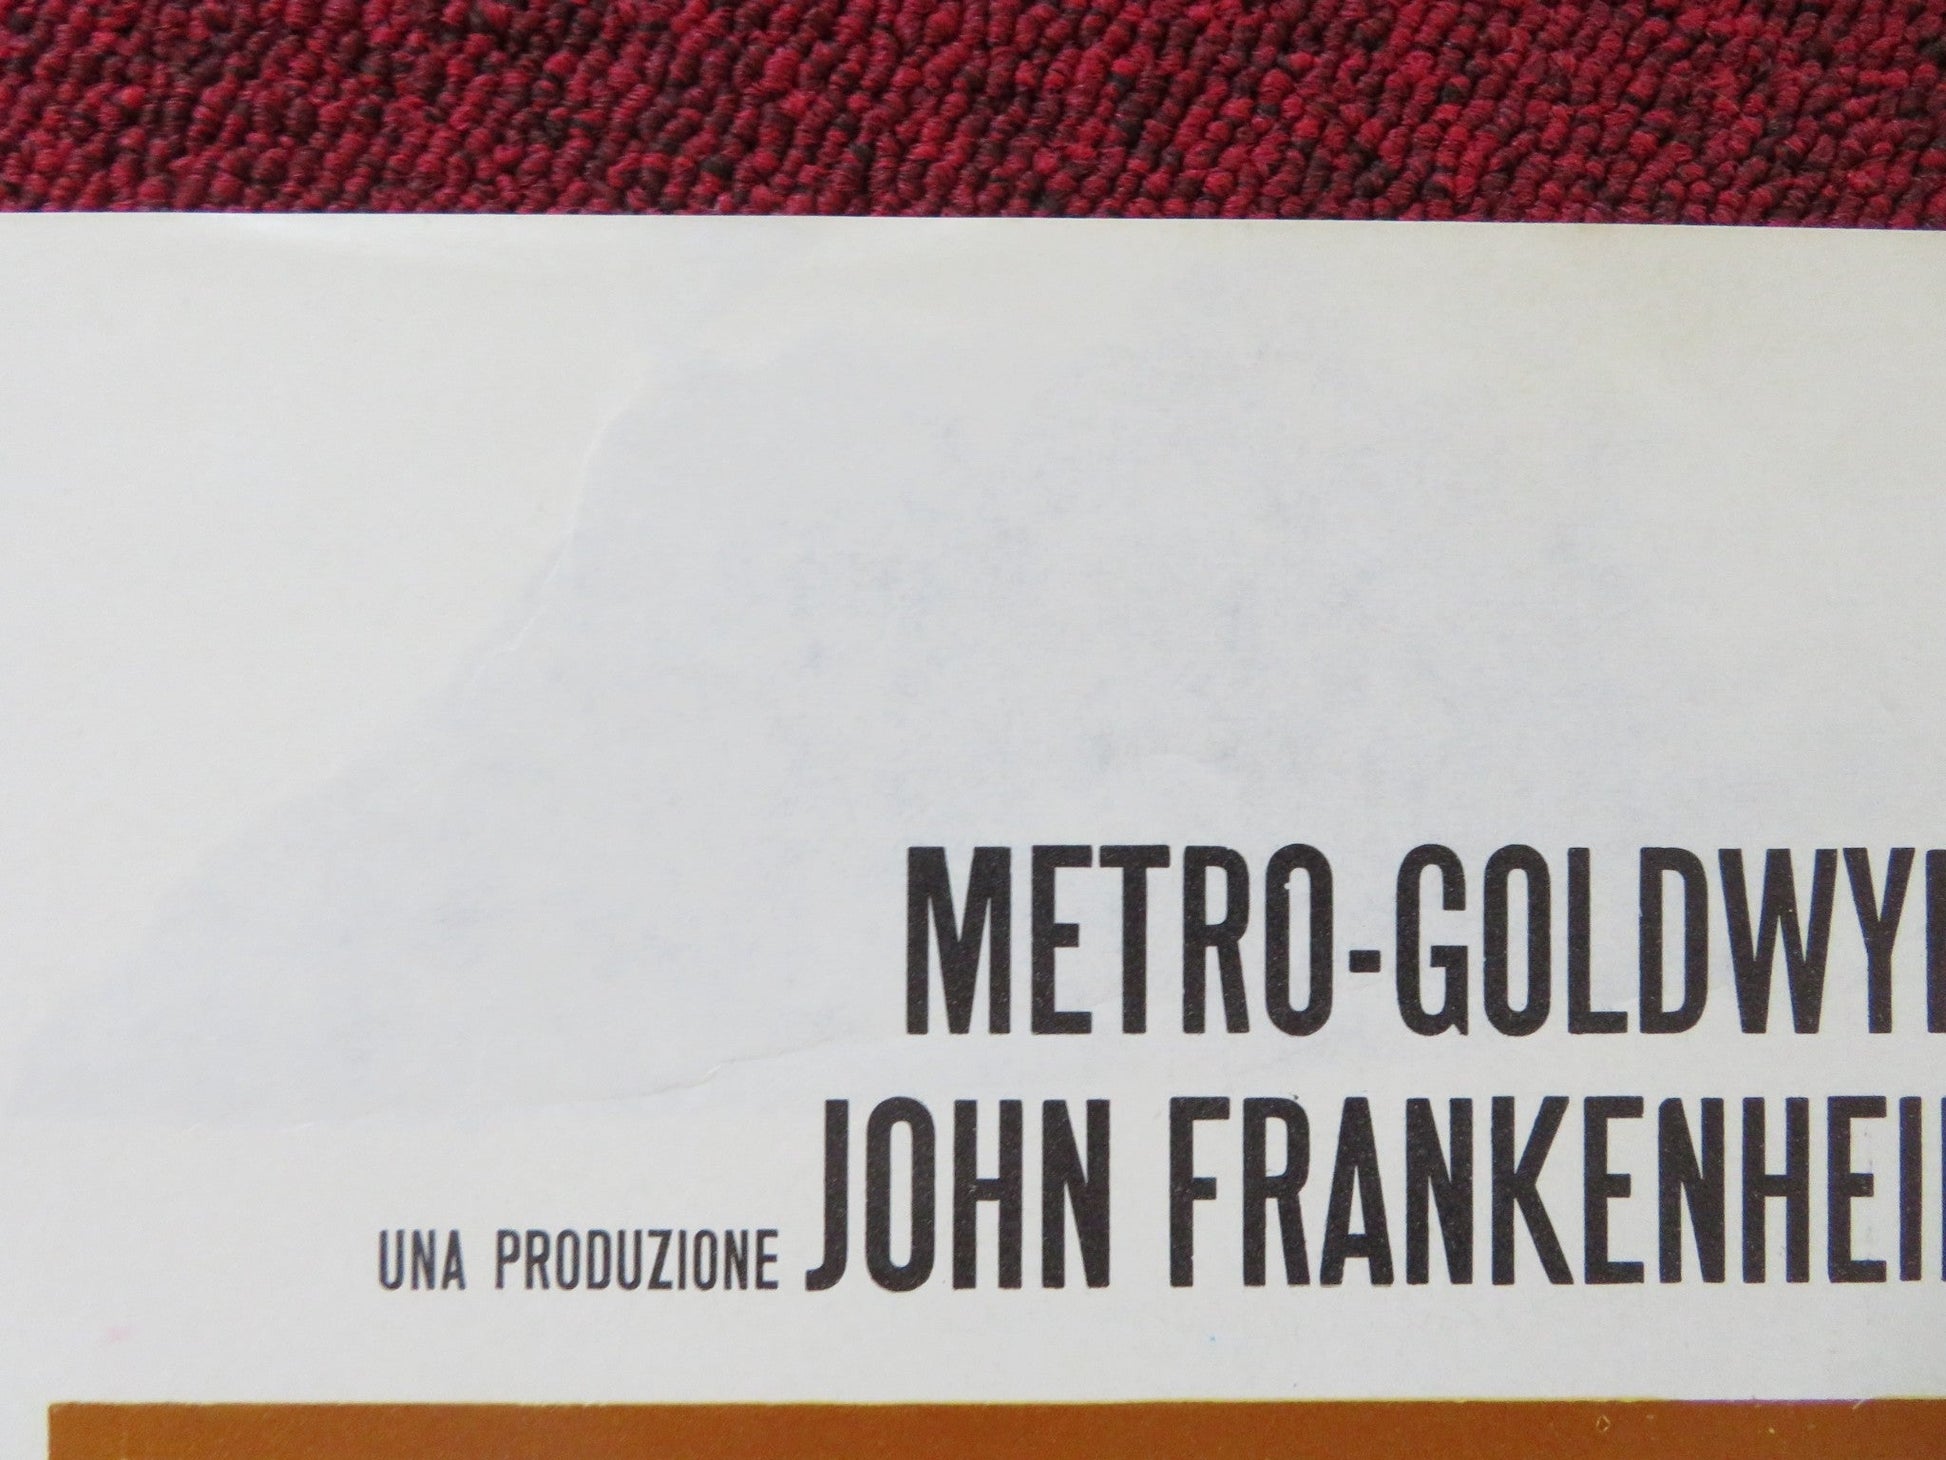 METRO-GOLDWY
UNA PRODUZIONE JOHN FRANKENHEI